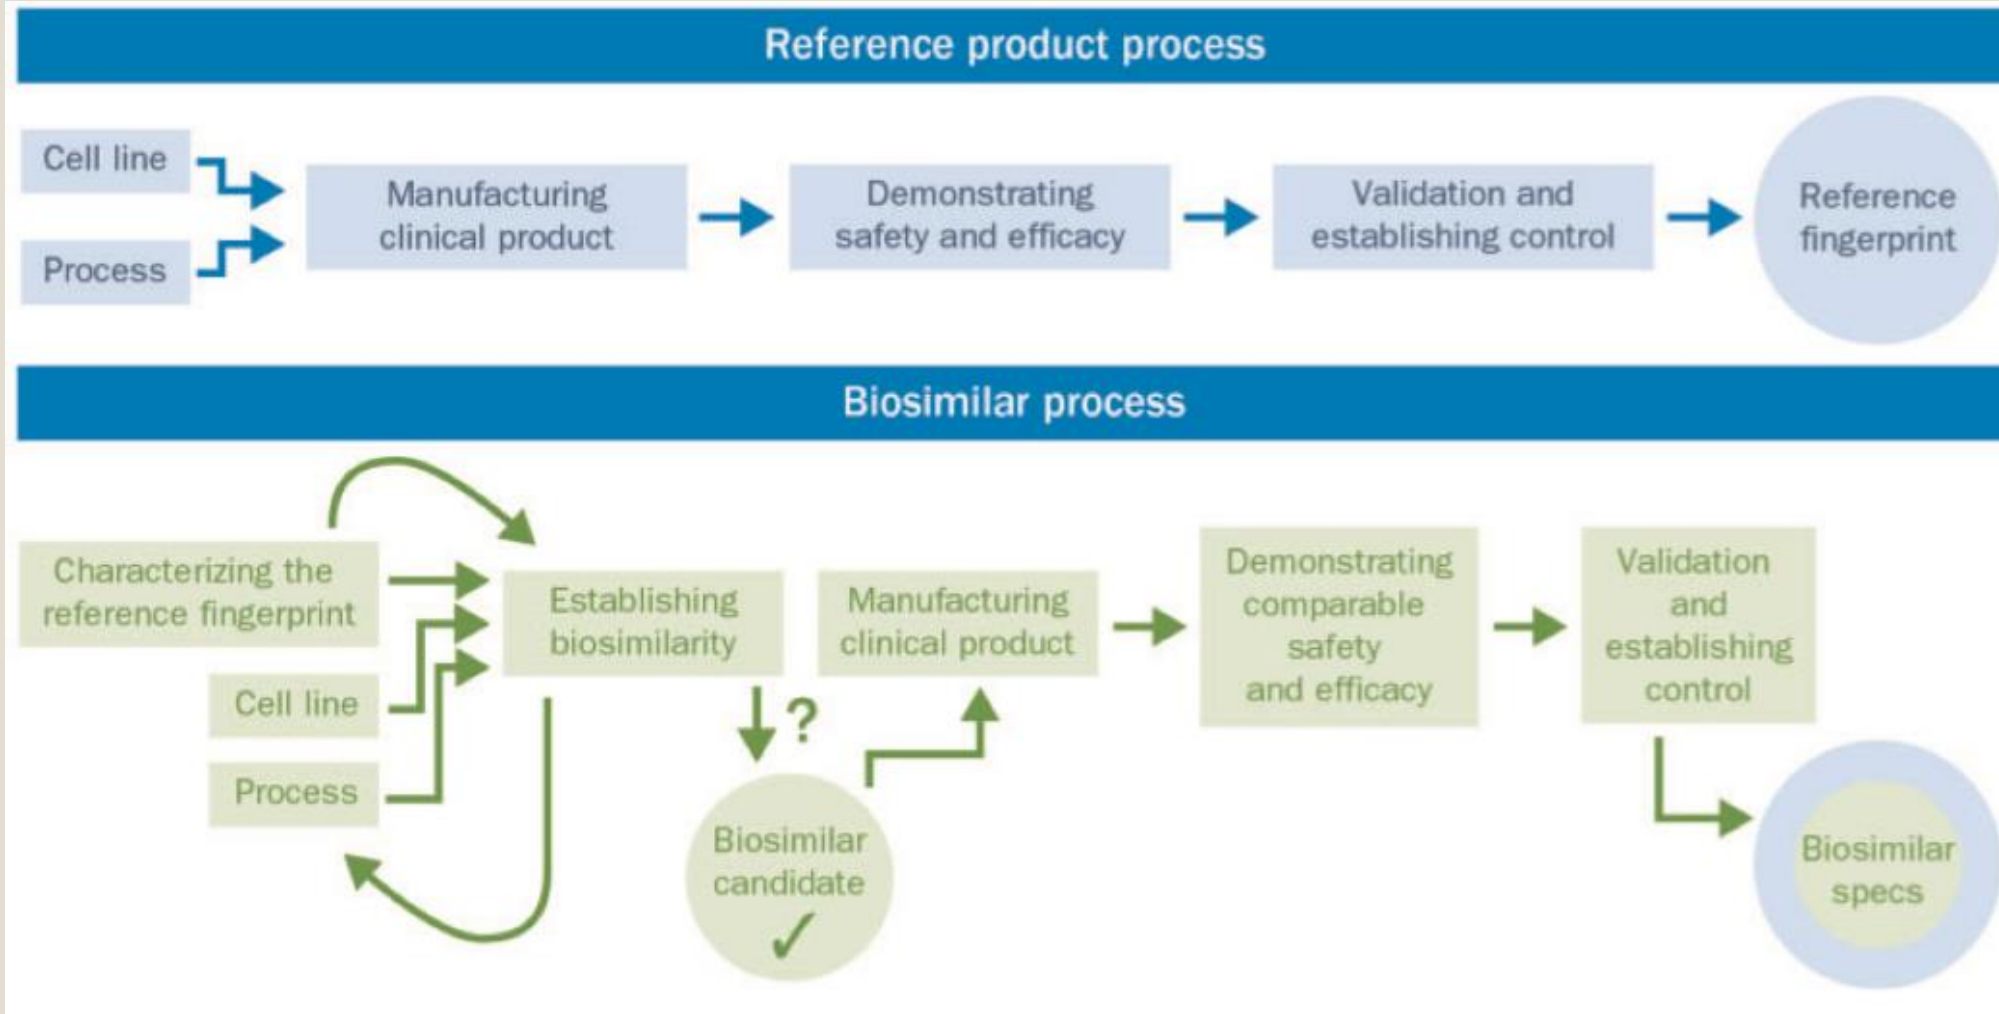 Reference product process
Cell line
Process
Manufacturing
clinical product
Demonstrating
safety and efficacy
Validation and
establishing control
Reference
fingerprint
Biosimilar process
Characterizing the
reference fingerprint
Cell line
Process
Establishing
biosimilarity
?
Biosimilar
candidate
✓
Manufacturing
clinical product
Demonstrating
comparable
safety
and efficacy
Validation
and
establishing
control
Biosimilar
specs